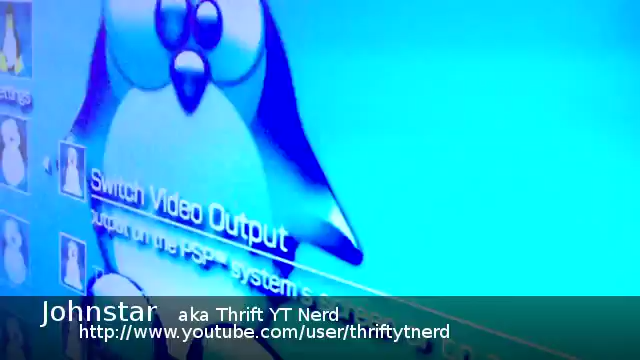 Switch Video Output
output on the PSP™ system
Johnstar aka Thrift YT Nerd
http://www.youtube.com/user/thriftytnerd